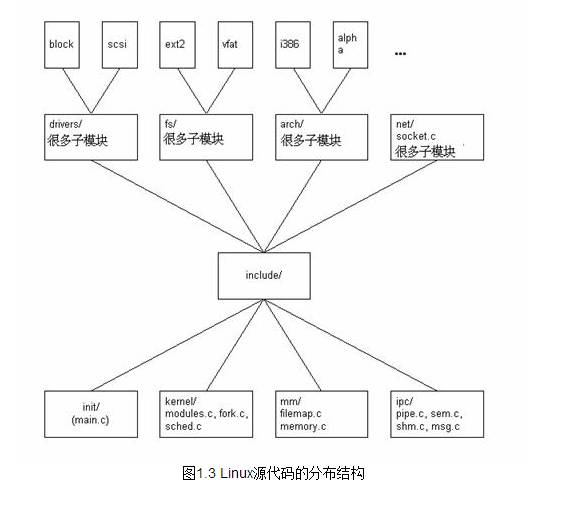 block
scsi
ext2
vfat
i386
alph
a
...
drivers/
很多子模块
fs/
很多子模块
arch/
很多子模块
net/
socket.c
很多子模块
include/
init/
(main.c)
kernel/
modules.c, fork.c,
sched.c
mm/
filemap.c
memory.c
ipc/
pipe.c, sem.c,
shm.c, msg.c
图1.3 Linux源代码的分布结构